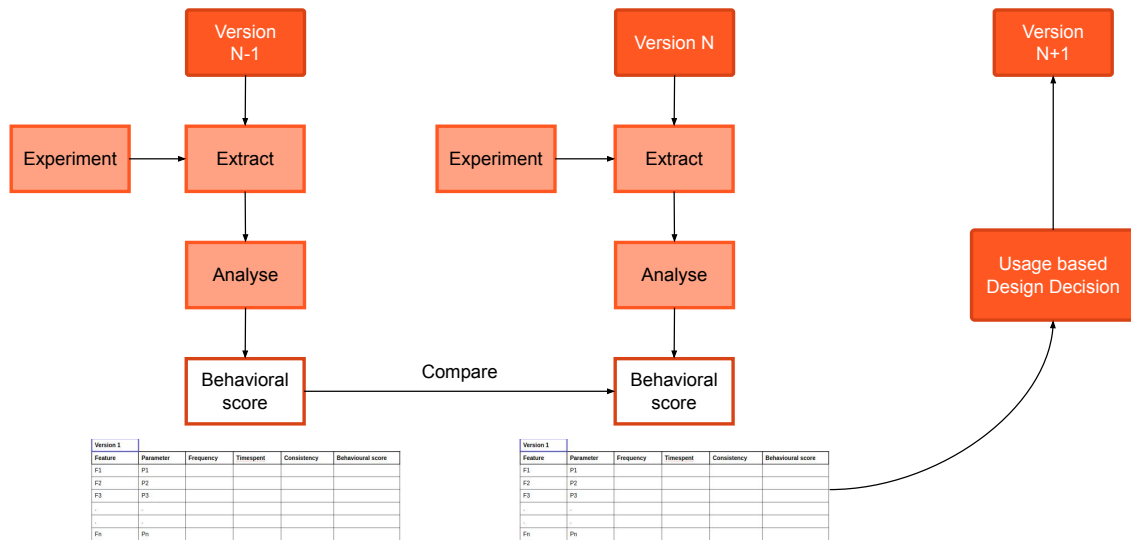 Version
N-1
Version N
Version
N+1
Experiment
Extract
Experiment
Extract
Analyse
Analyse
Usage based
Design Decision
Behavioral
score
Compare
Behavioral
score
Version 1
Feature Parameter Frequency Timespent Consistency Behavioural score
F1 P1
F2 P2
F3 P3
. .
. .
Fn Pn
Version 1
Feature Parameter Frequency Timespent Consistency Behavioural score
F1 P1
F2 P2
F3 P3
. .
. .
Fn Pn